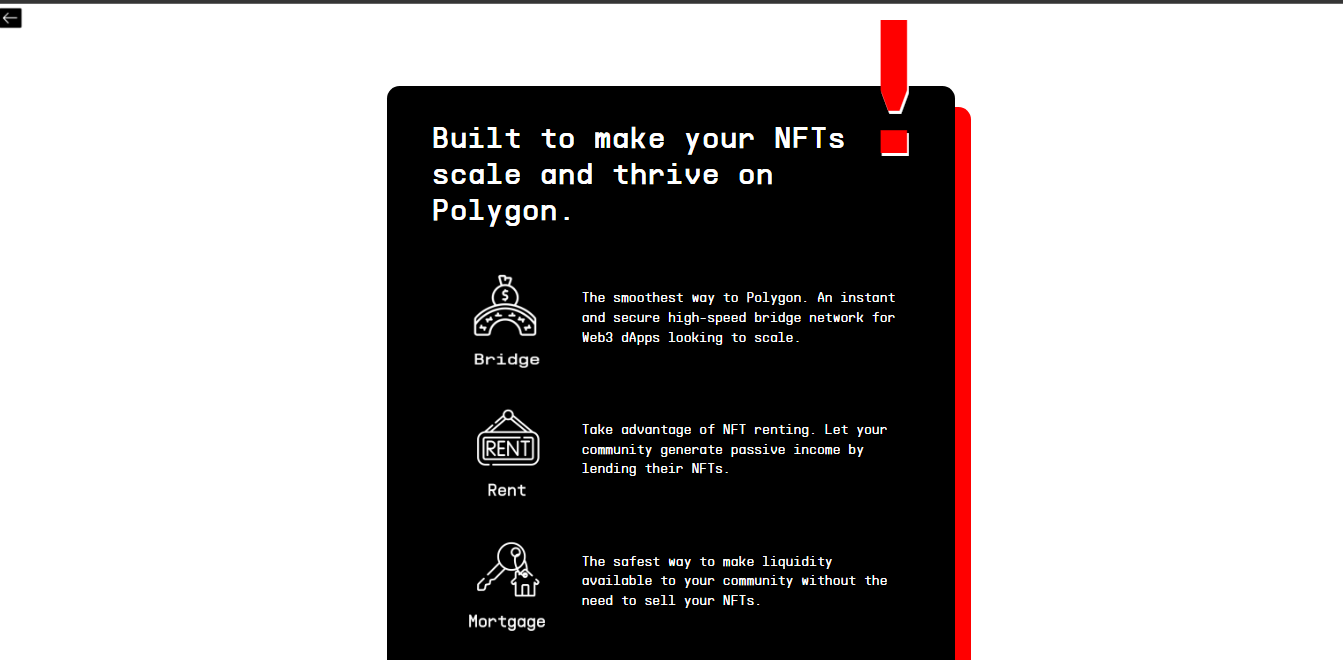 Built to make your NFTs
scale and thrive on
Polygon.
The smoothest way to Polygon. An instant
and secure high-speed bridge network for
Web3 dApps looking to scale.
Bridge
Take advantage of NFT renting. Let your
community generate passive income by
lending their NFTs.
RENT
Rent
The safest way to make liquidity
available to your community without the
need to sell your NFTs.
Mortgage